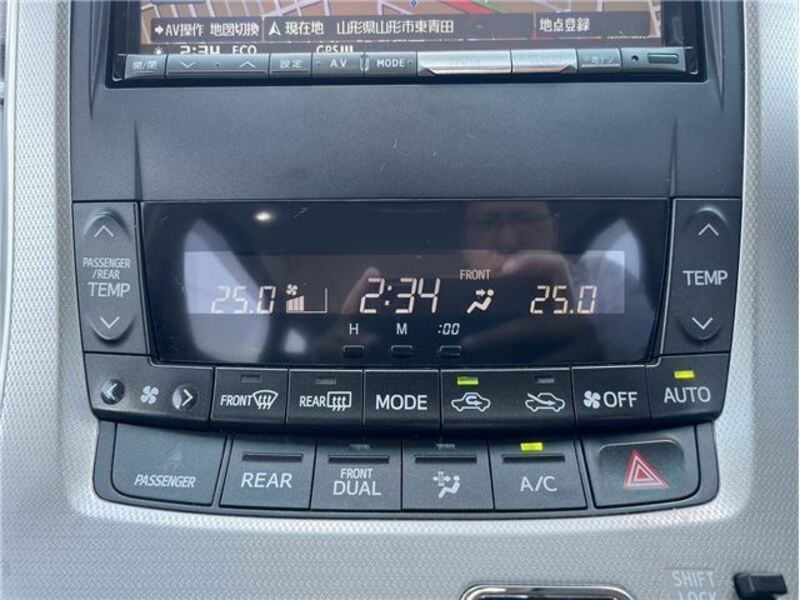 AV操作 地図切換 現在地 山形県山形市東青田 地点登録
2:34 ECO GPS
開/閉 設定 AV MODE
PASSENGER
/REAR
TEMP
25.0 2:34 FRONT 25.0
H M :00
TEMP
FRONT REAR MODE OFF AUTO
PASSENGER REAR FRONT
DUAL A/C
SHIFT
LOCK